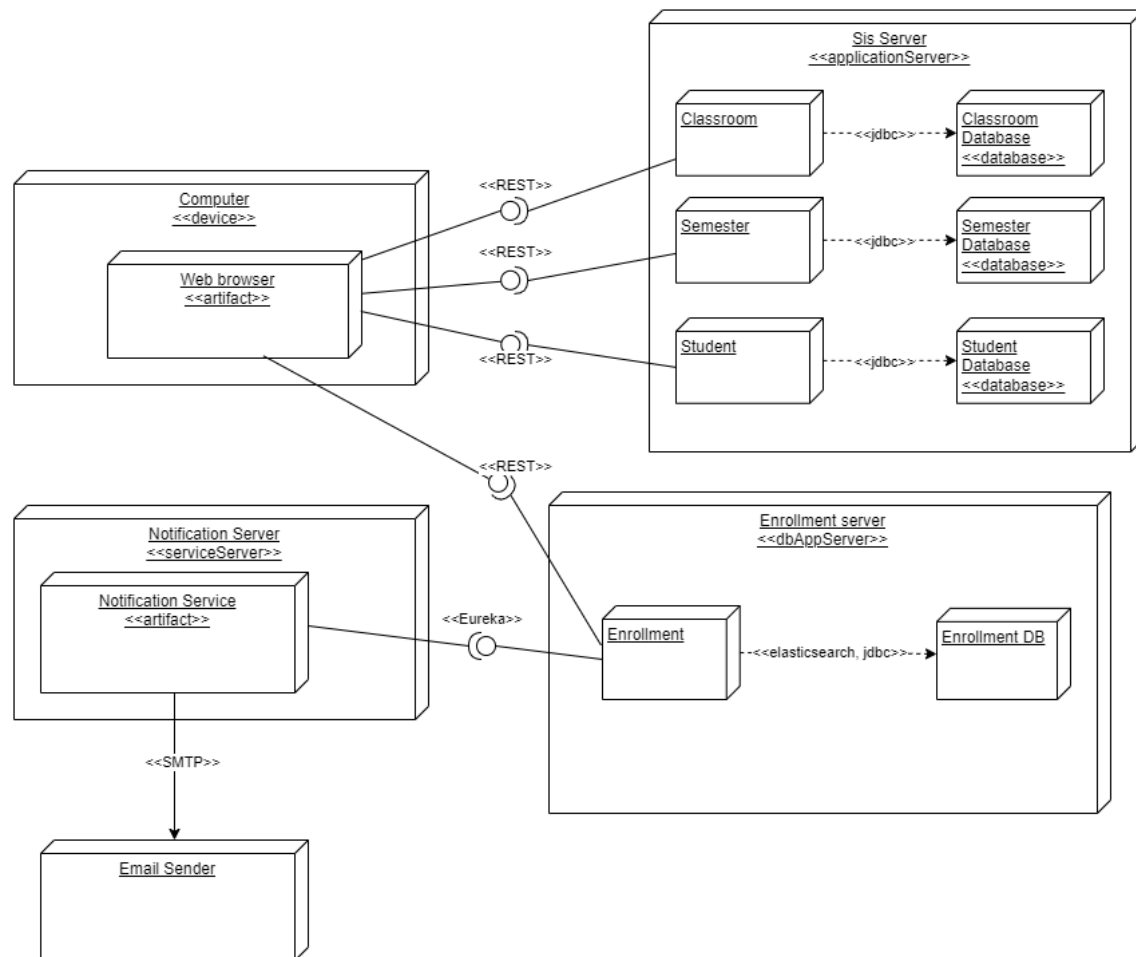 Sis Server
<<applicationServer>>
Classroom
<<jdbc>>
Classroom
Database
<<database>>
Computer
<<device>>
<<REST>>
Web browser
<<artifact>>
<<REST>>
Semester
<<jdbc>>
Semester
Database
<<database>>
<<REST>>
Student
<<jdbc>>
Student
Database
<<database>>
<<REST>>
Notification Server
<<serviceServer>>
Notification Service
<<artifact>>
<<Eureka>>
Enrollment server
<<dbAppServer>>
Enrollment
<<elasticsearch, jdbc>>
Enrollment DB
<<SMTP>>
Email Sender